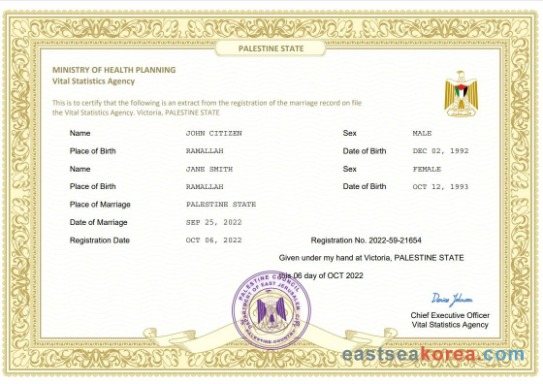 PALESTINE STATE
MINISTRY OF HEALTH PLANNING
Vital Statistics Agency
This is to certify that the following is an extract from the registration of the marriage record on file
the Vital Statistics Agency. Victoria, PALESTINE STATE
Name JOHN CITIZEN Sex MALE
Place of Birth RAMALLAH Date of Birth DEC 02, 1992
Name JANE SMITH Sex FEMALE
Place of Birth RAMALLAH Date of Birth OCT 12, 1993
Place of Marriage PALESTINE STATE
Date of Marriage SEP 25, 2022
Registration Date OCT 06, 2022 Registration No. 2022-59-21654
Given under my hand at Victoria, PALESTINE STATE
this 06 day of OCT 2022
PALESTINE COUNCIL
DEPARTMENT OF EAST JERUSALEM
Denise Johnson
Chief Executive Officer
Vital Statistics Agency
eastseakorea.com